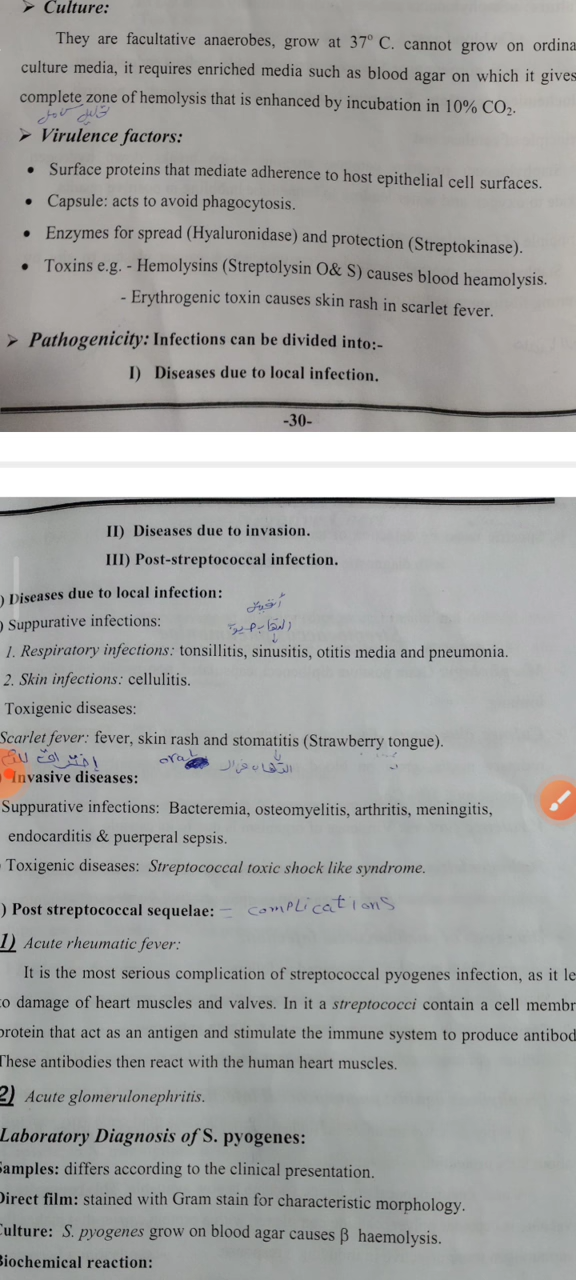 ➤ Culture:
They are facultative anaerobes, grow at 37° C. cannot grow on ordina
culture media, it requires enriched media such as blood agar on which it gives
complete zone of hemolysis that is enhanced by incubation in 10% CO₂.
تحليل كامل
➤ Virulence factors:
• Surface proteins that mediate adherence to host epithelial cell surfaces.
• Capsule: acts to avoid phagocytosis.
• Enzymes for spread (Hyaluronidase) and protection (Streptokinase).
• Toxins e.g. - Hemolysins (Streptolysin O& S) causes blood heamolysis.
- Erythrogenic toxin causes skin rash in scarlet fever.
➤ Pathogenicity: Infections can be divided into:-
I) Diseases due to local infection.
-30-
II) Diseases due to invasion.
III) Post-streptococcal infection.
) Diseases due to local infection:
) Suppurative infections:
1. Respiratory infections: tonsillitis, sinusitis, otitis media and pneumonia.
2. Skin infections: cellulitis.
Toxigenic diseases:
Scarlet fever: fever, skin rash and stomatitis (Strawberry tongue).
Invasive diseases:
Suppurative infections: Bacteremia, osteomyelitis, arthritis, meningitis,
endocarditis & puerperal sepsis.
Toxigenic diseases: Streptococcal toxic shock like syndrome.
) Post streptococcal sequelae: = complications
1) Acute rheumatic fever:
It is the most serious complication of streptococcal pyogenes infection, as it le
to damage of heart muscles and valves. In it a streptococci contain a cell membr
protein that act as an antigen and stimulate the immune system to produce antibod
These antibodies then react with the human heart muscles.
2) Acute glomerulonephritis.
Laboratory Diagnosis of S. pyogenes:
Samples: differs according to the clinical presentation.
Direct film: stained with Gram stain for characteristic morphology.
Culture: S. pyogenes grow on blood agar causes β haemolysis.
Biochemical reaction: